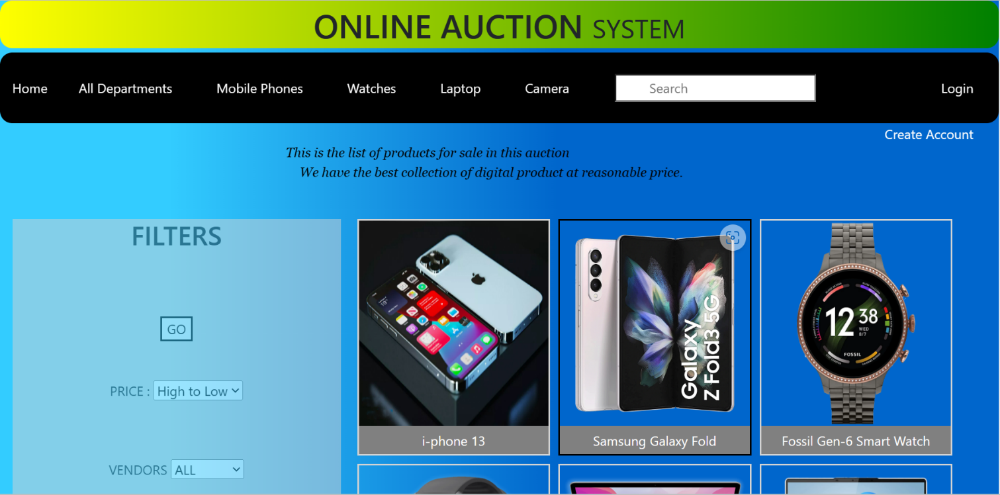 ONLINE AUCTION SYSTEM
Home All Departments Mobile Phones Watches Laptop Camera Search Login
Create Account
This is the list of products for sale in this auction
We have the best collection of digital product at reasonable price.
FILTERS
GO
PRICE : High to Low
VENDORS ALL
Galaxy
Z Fold3 5G
12 38
WED
8/7
FOSSIL
i-phone 13
Samsung Galaxy Fold
Fossil Gen-6 Smart Watch